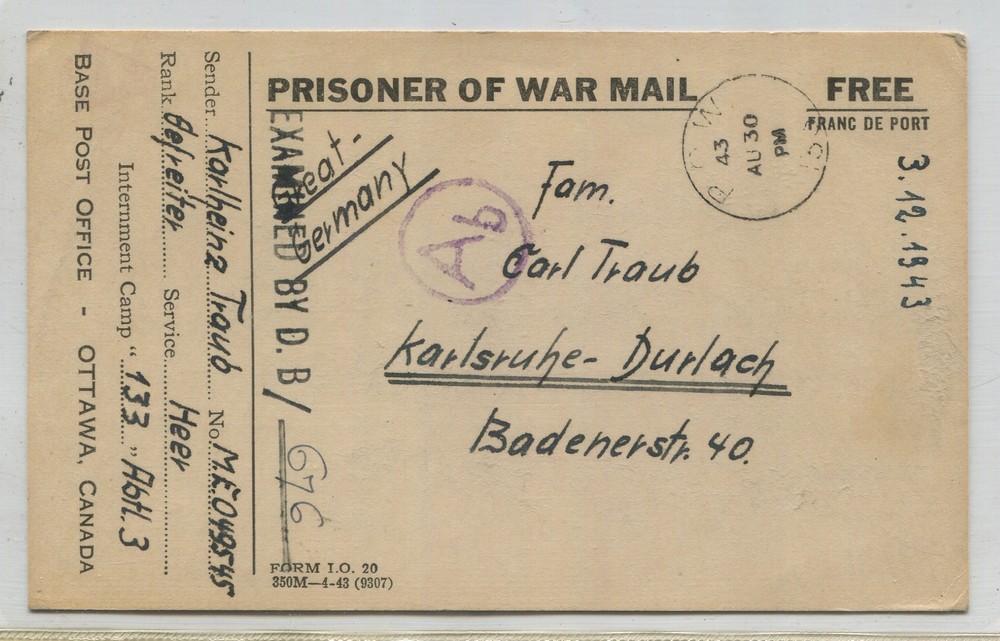 PRISONER OF WAR MAIL
FREE
FRANC DE PORT
P.O.W.
43
AU 30
PM
3.12.1943
Great-
Germany
EXAMINED BY D.B/
676
Ab
Fam.
Carl Traub
Karlsruhe-Durlach
Badenerstr. 40.
FORM I.O. 20
350M—4-43 (9307)
Sender Karlheinz Traub No. M.E.049545
Rank Gefreiter Service Heer
Internment Camp "133" Abtl. 3
BASE POST OFFICE - OTTAWA, CANADA